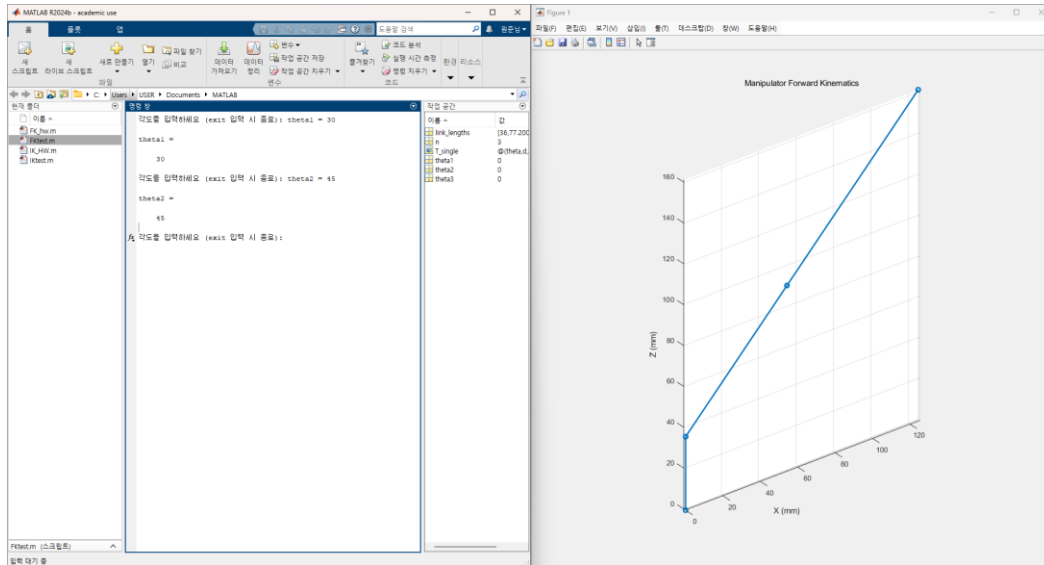 MATLAB R2024b - academic use
홈
플롯
앱
도움말 검색
원준님
새
스크립트
새
라이브 스크립트
새로 만들기
열기
파일 찾기
비교
데이터
가져오기
데이터
정리
변수
작업 공간 저장
작업 공간 지우기
즐겨찾기
코드 분석
실행 시간 측정
명령 지우기
환경
리소스
파일
변수
코드
C:
Users
USER
Documents
MATLAB
현재 폴더
이름
FK_hw.m
FKtest.m
IK_HW.m
IKtest.m
FKtest.m (스크립트)
입력 대기 중
명령 창
각도를 입력하세요 (exit 입력 시 종료): theta1 = 30
theta1 =
30
각도를 입력하세요 (exit 입력 시 종료): theta2 = 45
theta2 =
45
fx 각도를 입력하세요 (exit 입력 시 종료):
작업 공간
이름 값
link_lengths [36,77.200
n 3
T_single @(theta,d,
theta1 0
theta2 0
theta3 0
Figure 1
파일(F) 편집(E) 보기(V) 삽입(I) 툴(T) 데스크탑(D) 창(W) 도움말(H)
Manipulator Forward Kinematics
160
140
120
100
80
60
40
20
0
Z (mm)
0
20
40
60
80
100
120
X (mm)